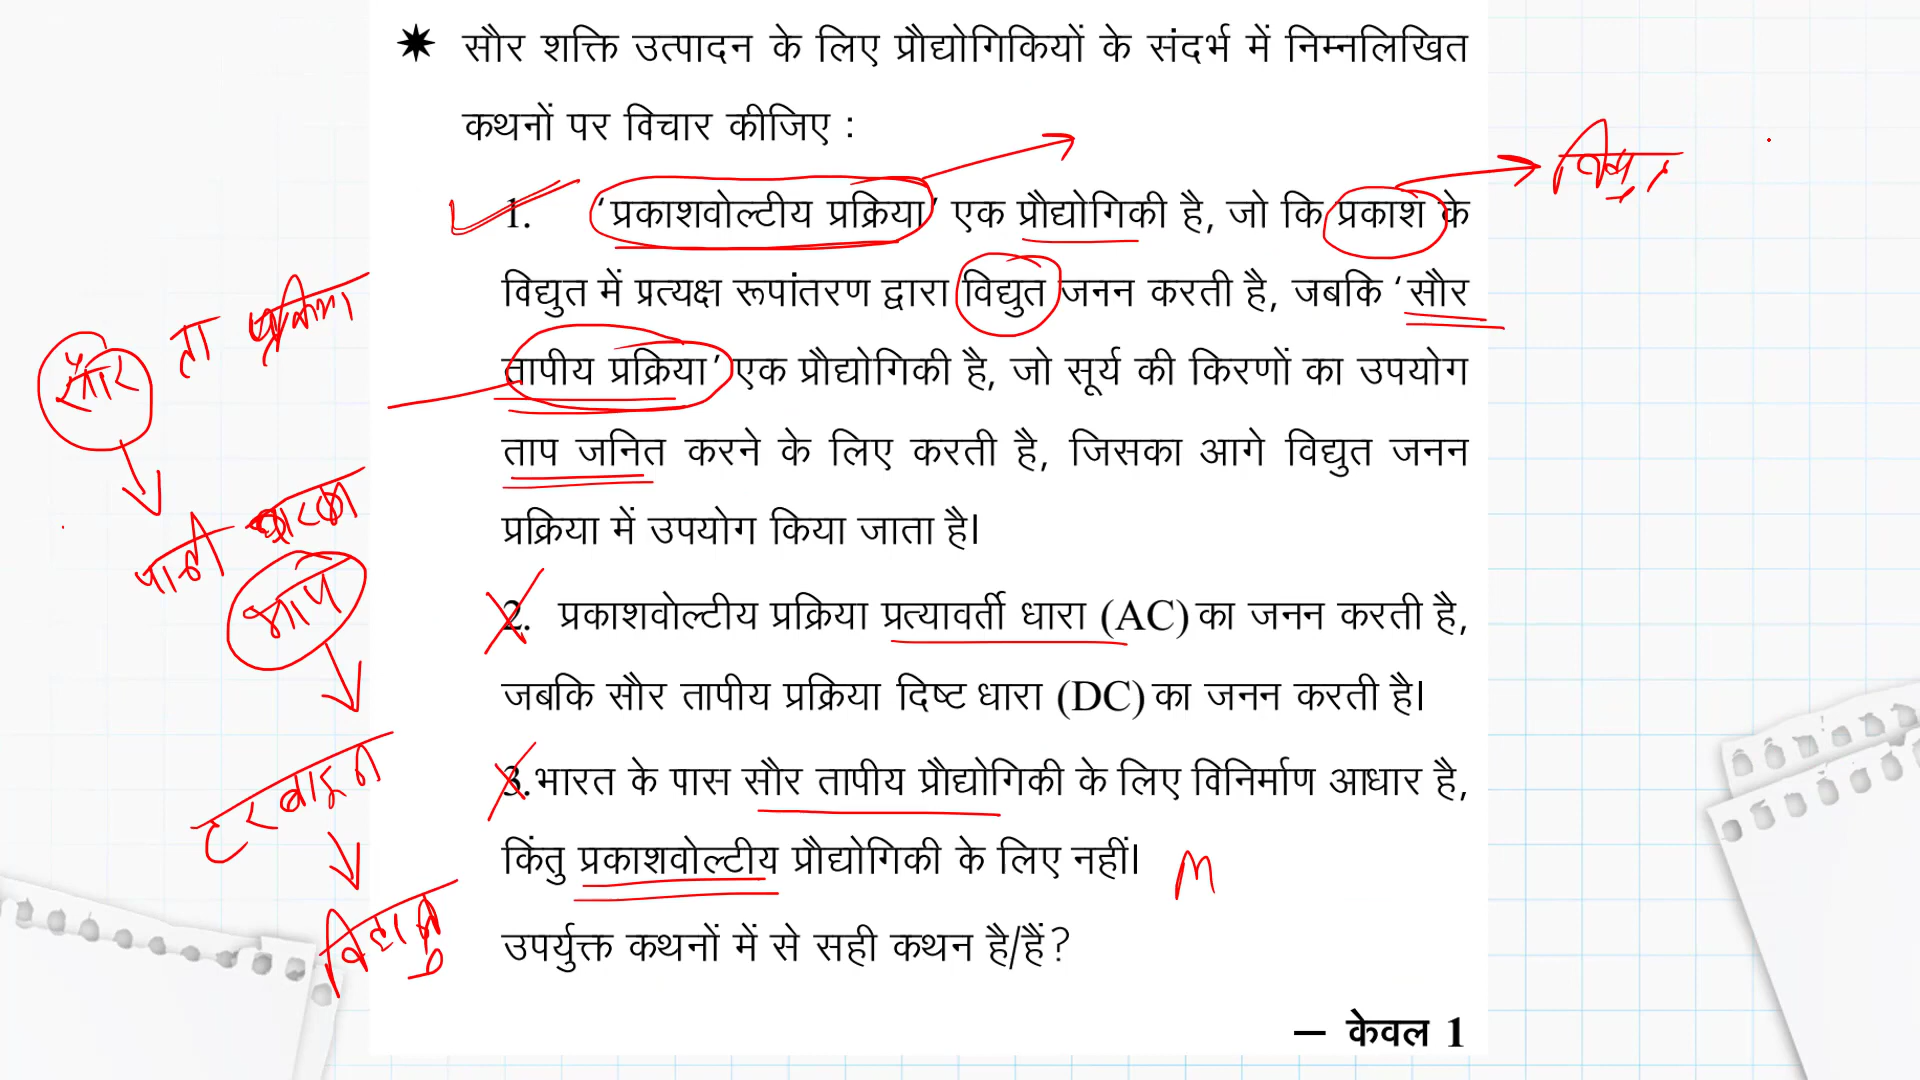 ✷ सौर शक्ति उत्पादन के लिए प्रौद्योगिकियों के संदर्भ में निम्नलिखित
कथनों पर विचार कीजिए :
1. 'प्रकाशवोल्टीय प्रक्रिया' एक प्रौद्योगिकी है, जो कि प्रकाश के
विद्युत में प्रत्यक्ष रूपांतरण द्वारा विद्युत जनन करती है, जबकि 'सौर
तापीय प्रक्रिया' एक प्रौद्योगिकी है, जो सूर्य की किरणों का उपयोग
ताप जनित करने के लिए करती है, जिसका आगे विद्युत जनन
प्रक्रिया में उपयोग किया जाता है।
2. प्रकाशवोल्टीय प्रक्रिया प्रत्यावर्ती धारा (AC) का जनन करती है,
जबकि सौर तापीय प्रक्रिया दिष्ट धारा (DC) का जनन करती है।
3. भारत के पास सौर तापीय प्रौद्योगिकी के लिए विनिर्माण आधार है,
किंतु प्रकाशवोल्टीय प्रौद्योगिकी के लिए नहीं।
उपर्युक्त कथनों में से सही कथन है/हैं?
— केवल 1
सौर
पानी
भाप
टरबाइन